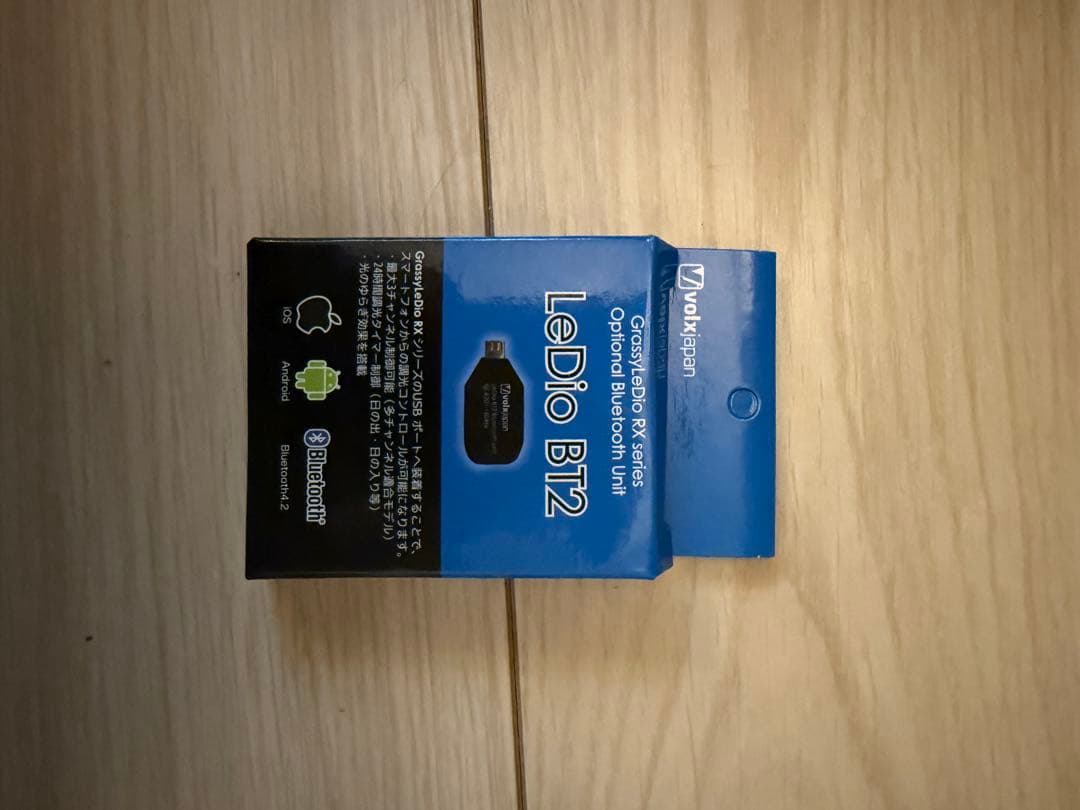 volxjapan
GrassyLeDio RX series
Optional Bluetooth Unit
LeDio BT2
volxjapan
GrassyLeDio RX シリーズのUSB ポートへ装着することで、
スマートフォンからの調光コントロールが可能になります。
・最大3チャンネル制御可能（多チャンネル適合モデル）
・24時間調光タイマー制御（日の出・日の入り等）
・光のゆらぎ効果を搭載
iOS
Android
Bluetooth®
Bluetooth4.2